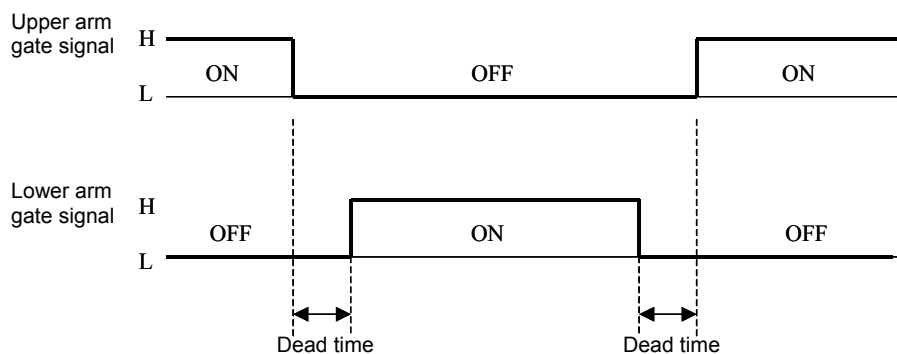 Upper arm
gate signal
H
ON
OFF
ON
L
Lower arm
gate signal
H
OFF
ON
OFF
L
Dead time
Dead time